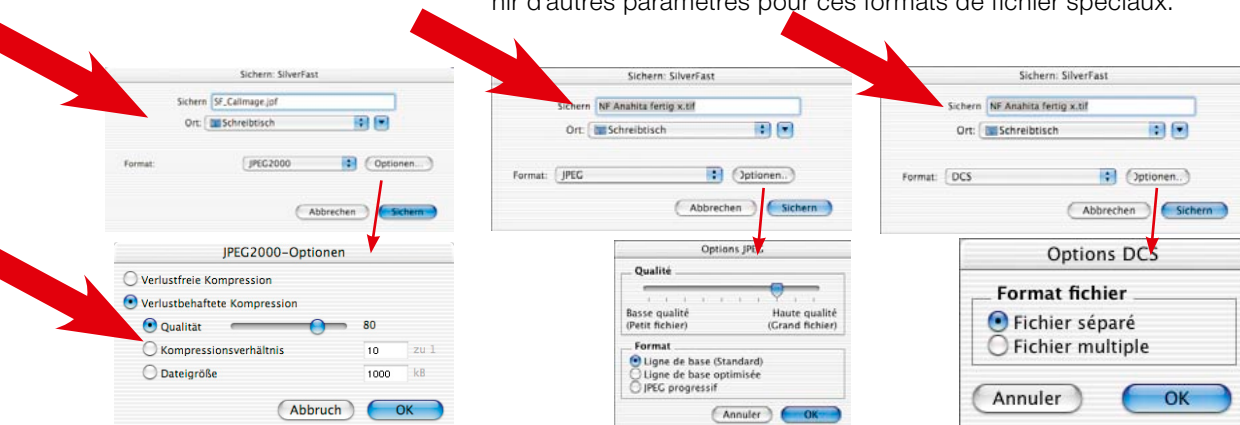 nir d'autres paramètres pour ces formats de fichier spéciaux.
Sichern: SilverFast
Sichern SF_CalImage.jpf
Ort: Schreibtisch
Format: JPEG2000 Optionen...
Abbrechen Sichern
JPEG2000-Optionen
Verlustfreie Kompression
Verlustbehaftete Kompression
Qualität 80
Kompressionsverhältnis 10 zu 1
Dateigröße 1000 kB
Abbruch OK
Sichern: SilverFast
Sichern NF Anahita fertig x.tif
Ort: Schreibtisch
Format: JPEG Optionen..
Abbrechen Sichern
Options JPEG
Qualité
Basse qualité Haute qualité
(Petit fichier) (Grand fichier)
Format
Ligne de base (Standard)
Ligne de base optimisée
JPEG progressif
Annuler OK
Sichern: SilverFast
Sichern NF Anahita fertig x.tif
Ort: Schreibtisch
Format: DCS Optionen..
Abbrechen Sichern
Options DCS
Format fichier
Fichier séparé
Fichier multiple
Annuler OK